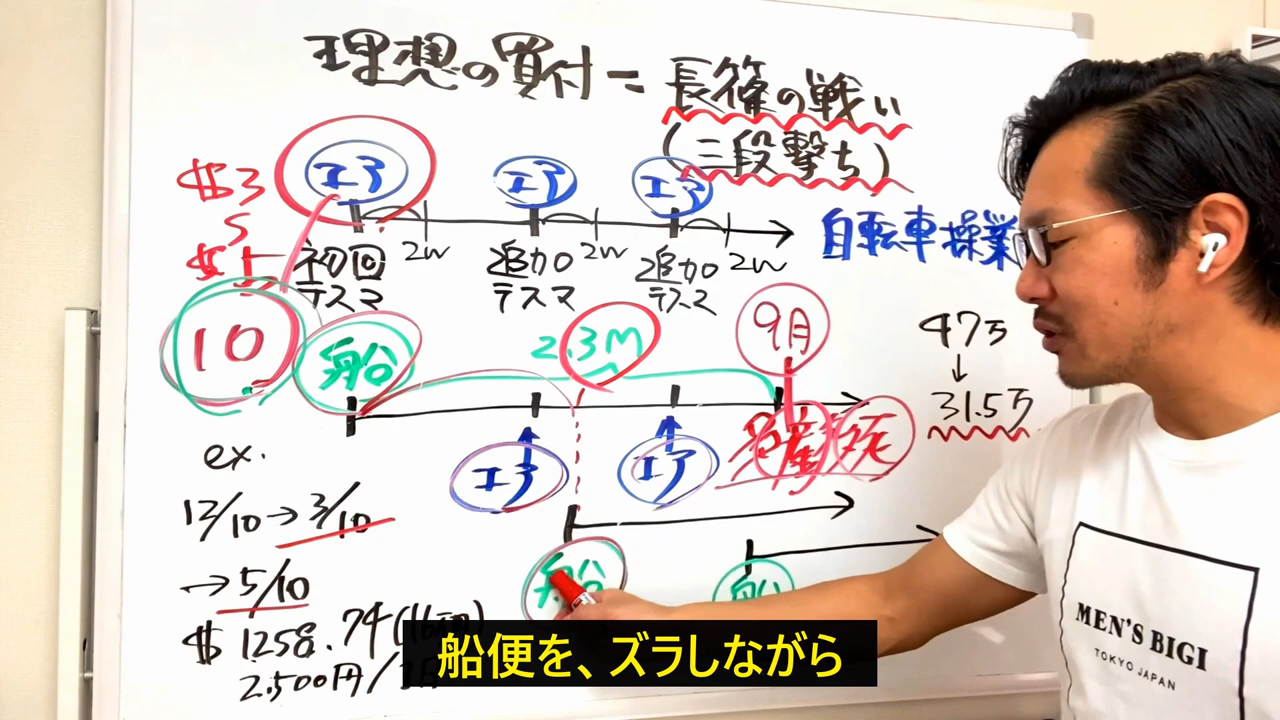 理想の買付=長篠の戦い
(三段撃ち)
$3
S
エア
エア
エア
自転車操業
初回
テスマ
2w
追加
テスマ
2w
追加
テスマ
2w
10
船
2.3M
9月
47万
↓
31.5万
エア
エア
ex.
12/10→3/10
→5/10
船
船
$1258.74
2.500円/
船便を、ズラしながら
MEN'S BIGI
TOKYO JAPAN